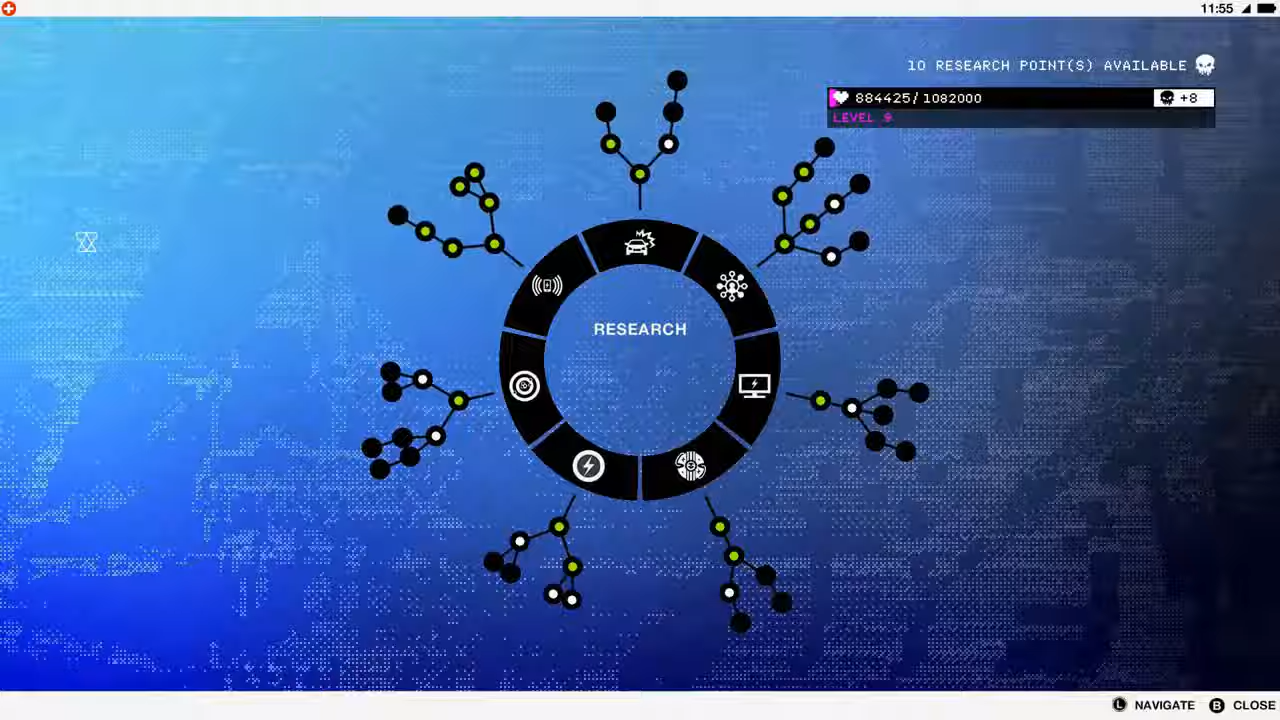 11:55
10 RESEARCH POINT(S) AVAILABLE
884425/1082000
+8
LEVEL 9
RESEARCH
L NAVIGATE B CLOSE